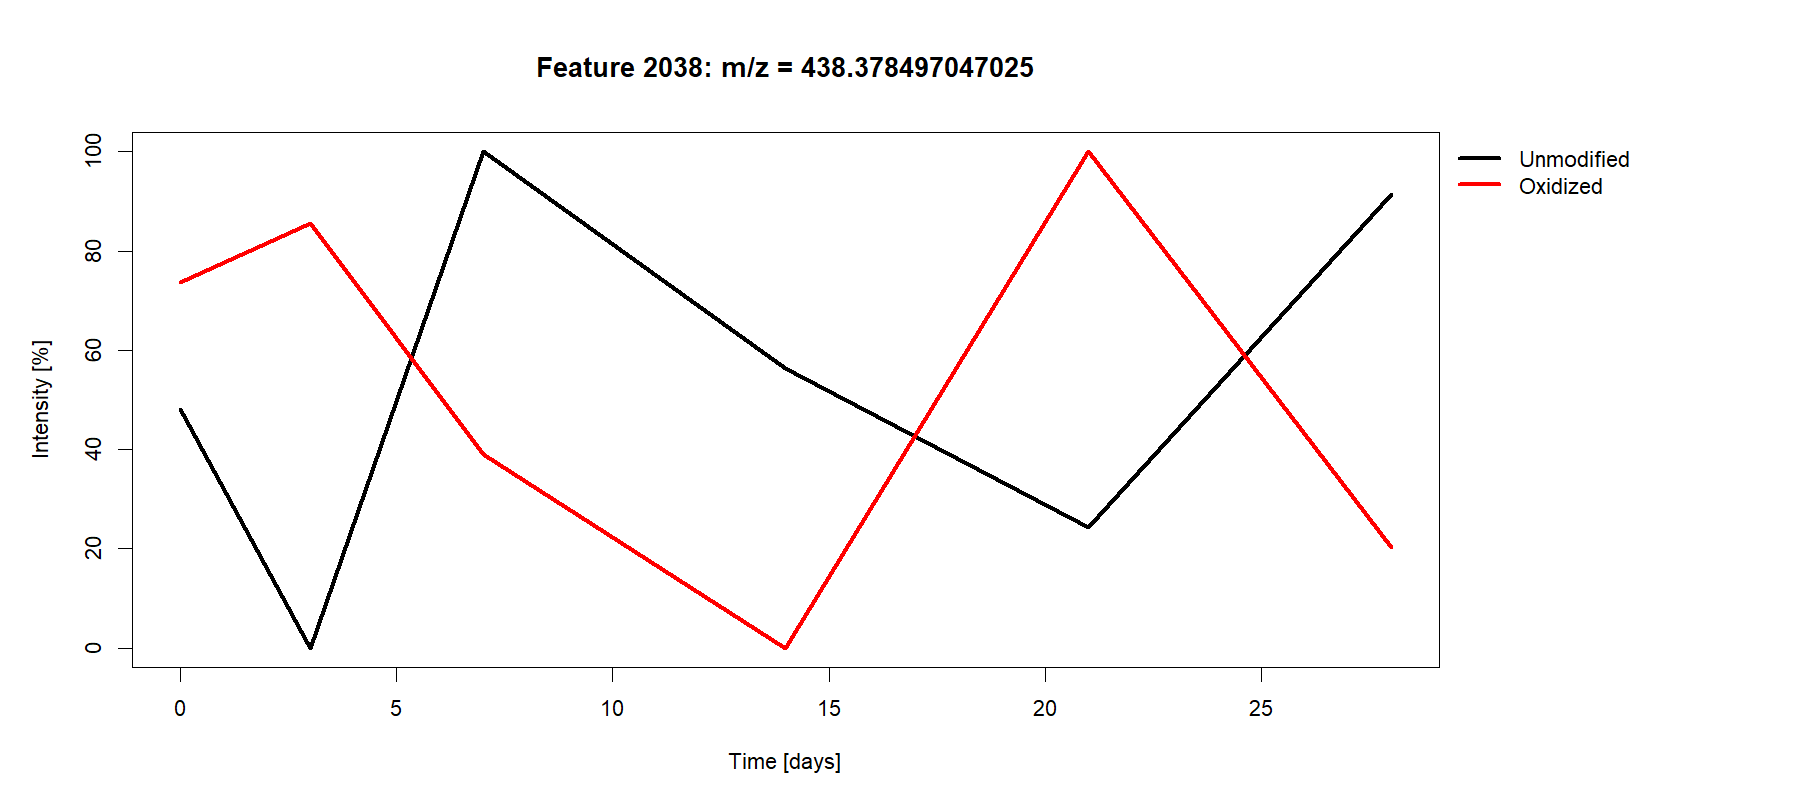 Feature 2038: m/z = 438.378497047025
Unmodified
Oxidized
Intensity [%]
100
80
60
40
20
0
0 5 10 15 20 25
Time [days]